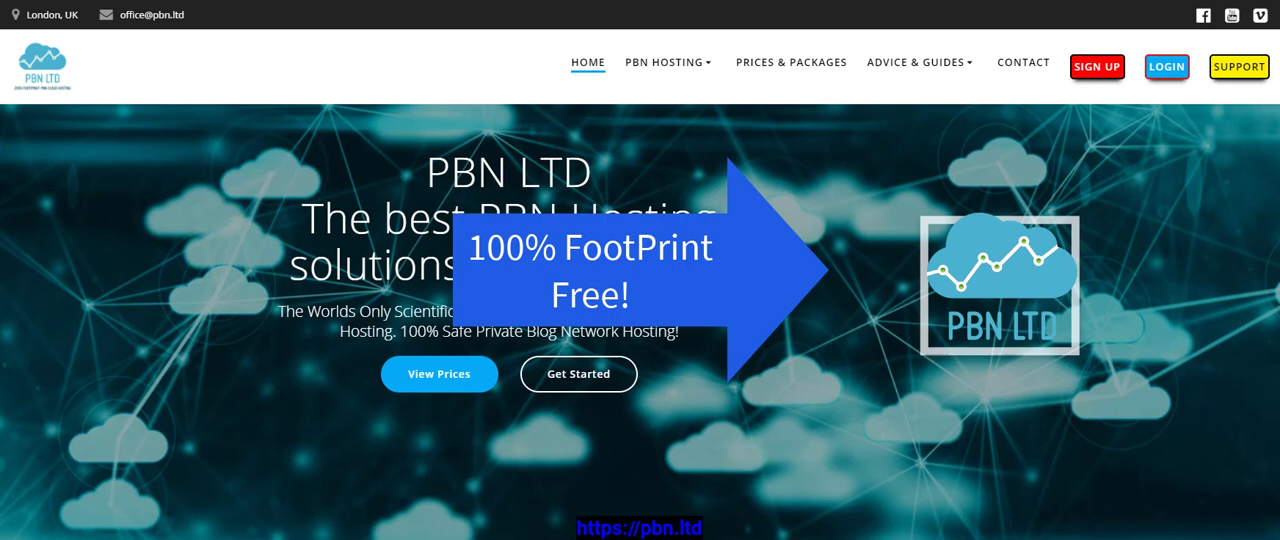 London, UK
office@pbn.ltd
PBN LTD
HOME
PBN HOSTING
PRICES & PACKAGES
ADVICE & GUIDES
CONTACT
SIGN UP
LOGIN
SUPPORT
PBN LTD
The best PBN Hosting
solutions
100% FootPrint
Free!
The Worlds Only Scientific
Hosting. 100% Safe Private Blog Network Hosting!
View Prices
Get Started
PBN LTD
https://pbn.ltd